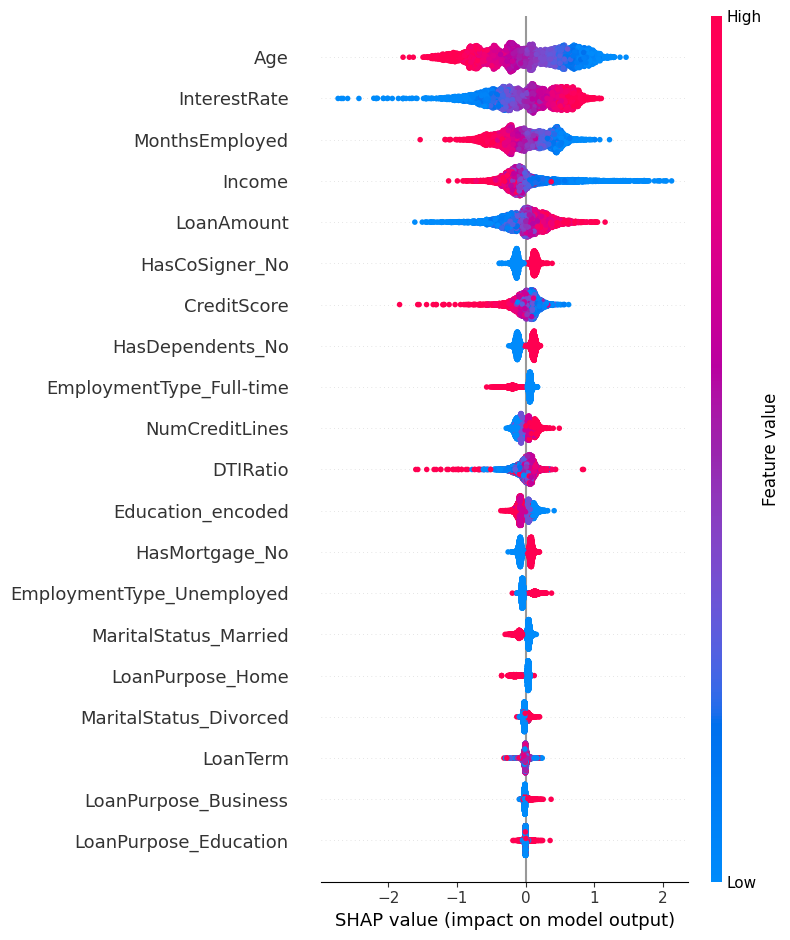 High
Age
InterestRate
MonthsEmployed
Income
LoanAmount
HasCoSigner_No
CreditScore
HasDependents_No
EmploymentType_Full-time
NumCreditLines
DTIRatio
Education_encoded
HasMortgage_No
EmploymentType_Unemployed
MaritalStatus_Married
LoanPurpose_Home
MaritalStatus_Divorced
LoanTerm
LoanPurpose_Business
LoanPurpose_Education
Feature value
Low
−2 −1 0 1 2
SHAP value (impact on model output)